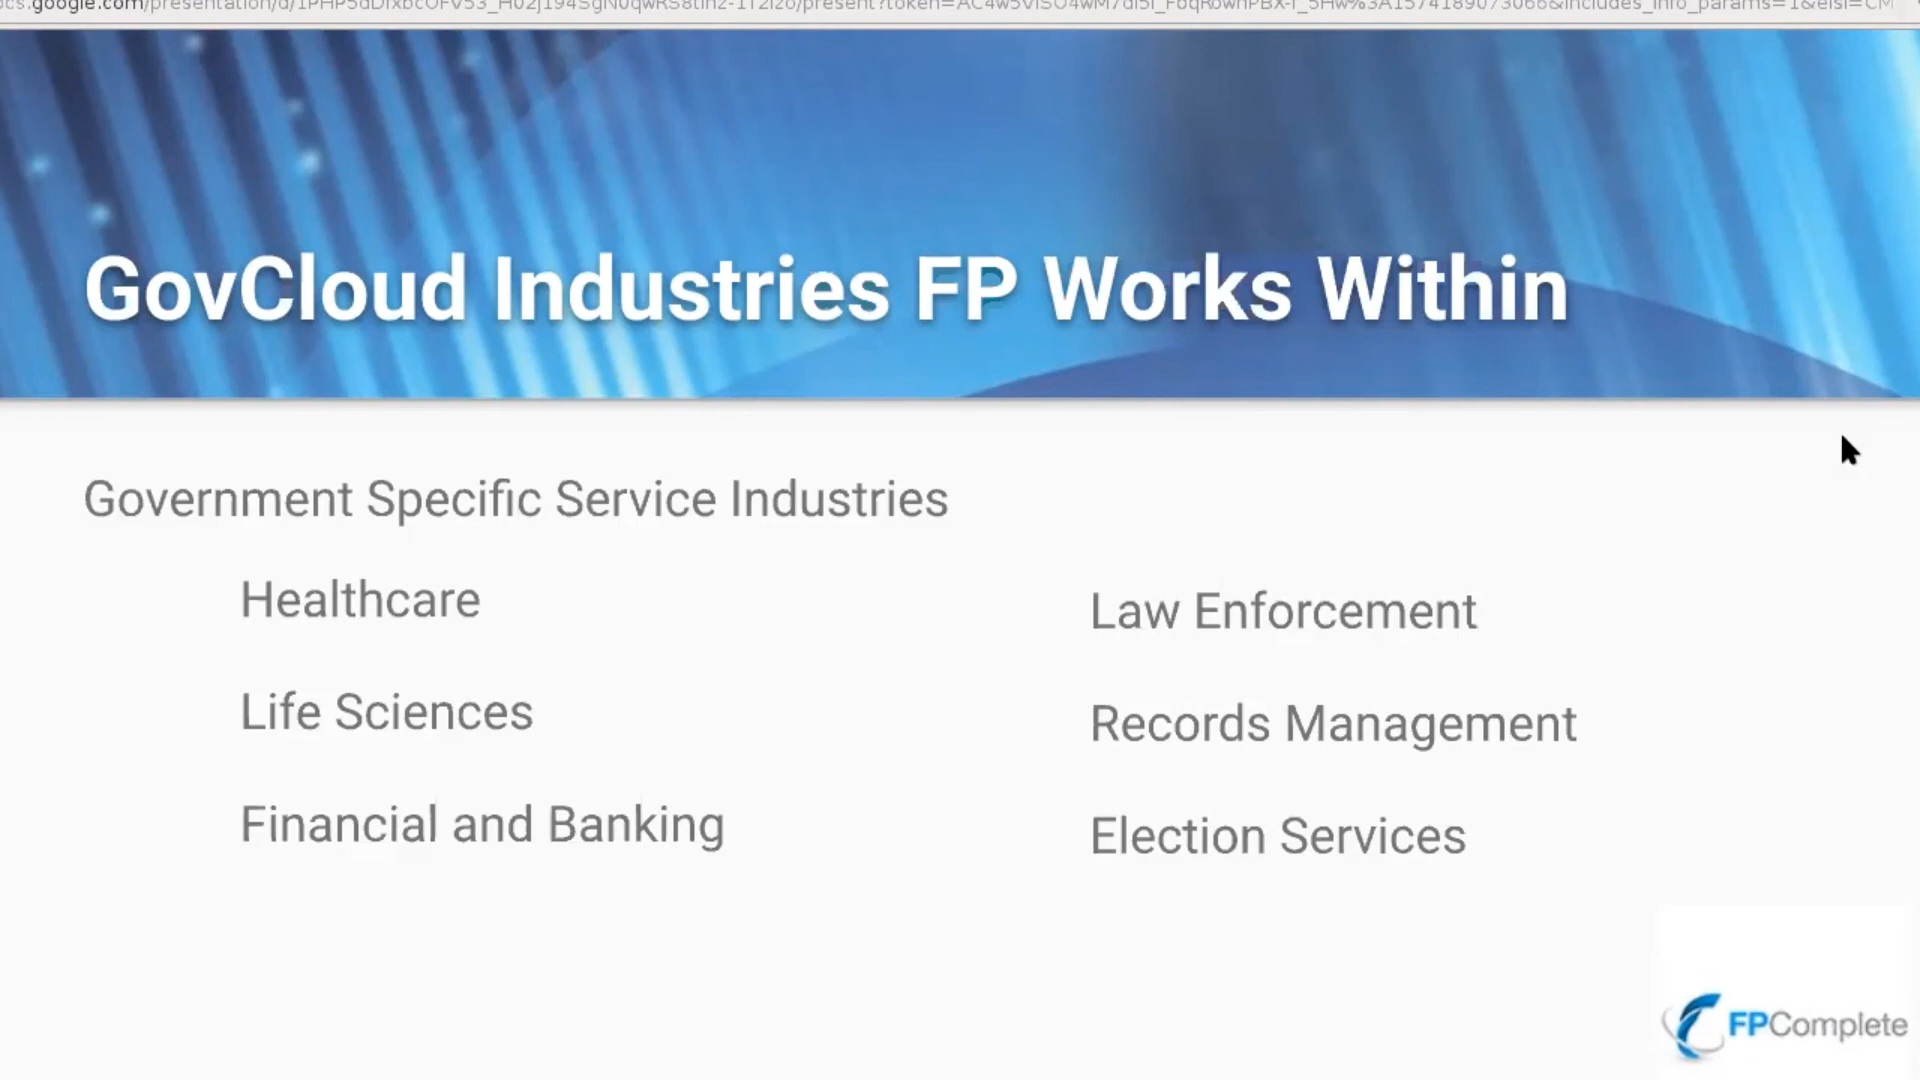 GovCloud Industries FP Works Within
Government Specific Service Industries
Healthcare
Life Sciences
Financial and Banking
Law Enforcement
Records Management
Election Services
FPComplete